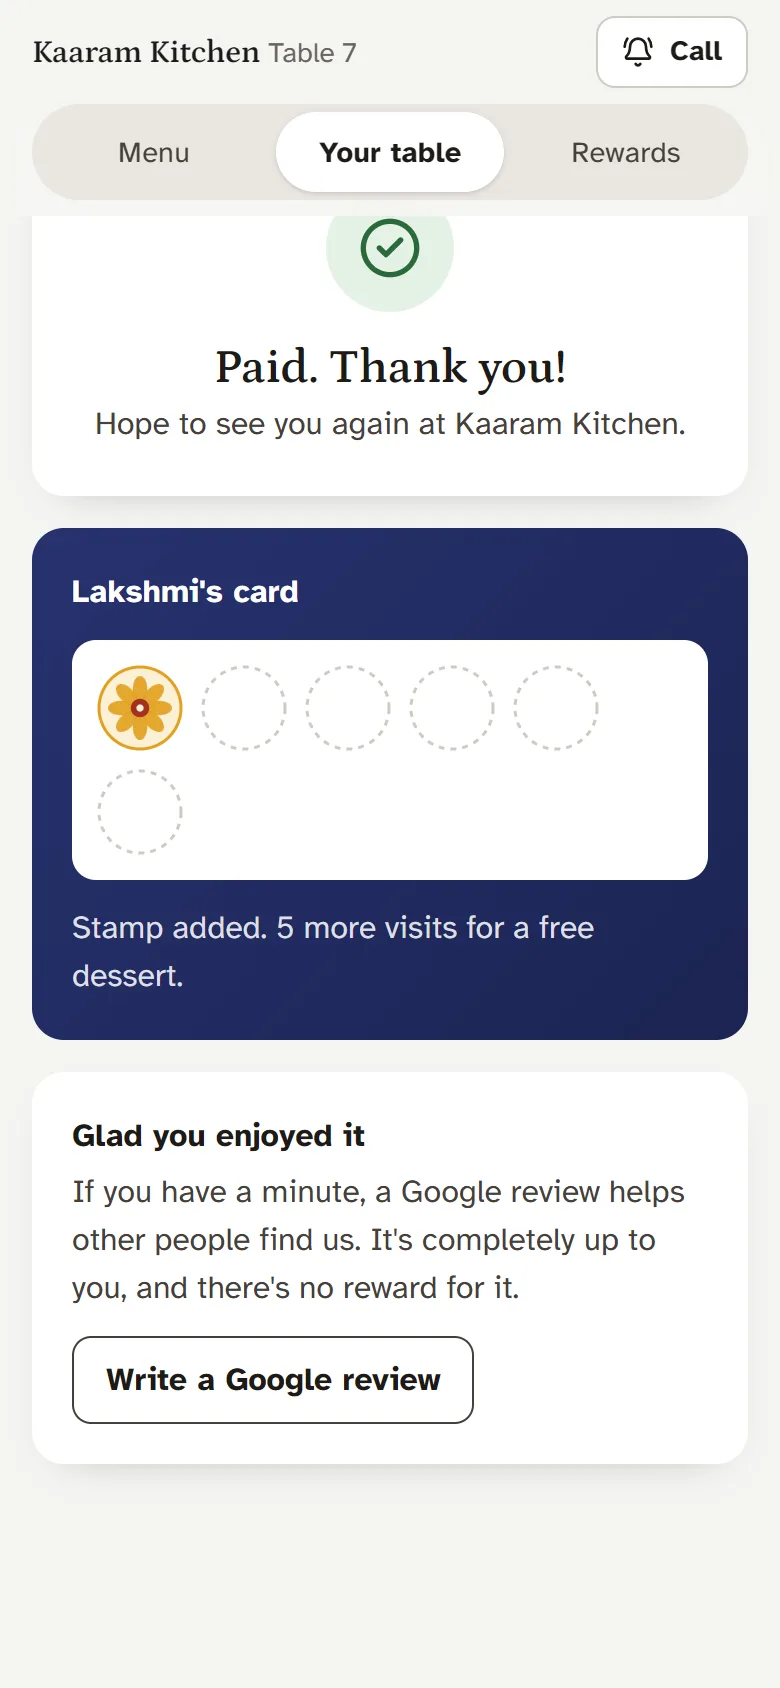 Kaaram Kitchen Table 7
Call
Menu
Your table
Rewards
Paid. Thank you!
Hope to see you again at Kaaram Kitchen.
Lakshmi's card
Stamp added. 5 more visits for a free
dessert.
Glad you enjoyed it
If you have a minute, a Google review helps
other people find us. It's completely up to
you, and there's no reward for it.
Write a Google review